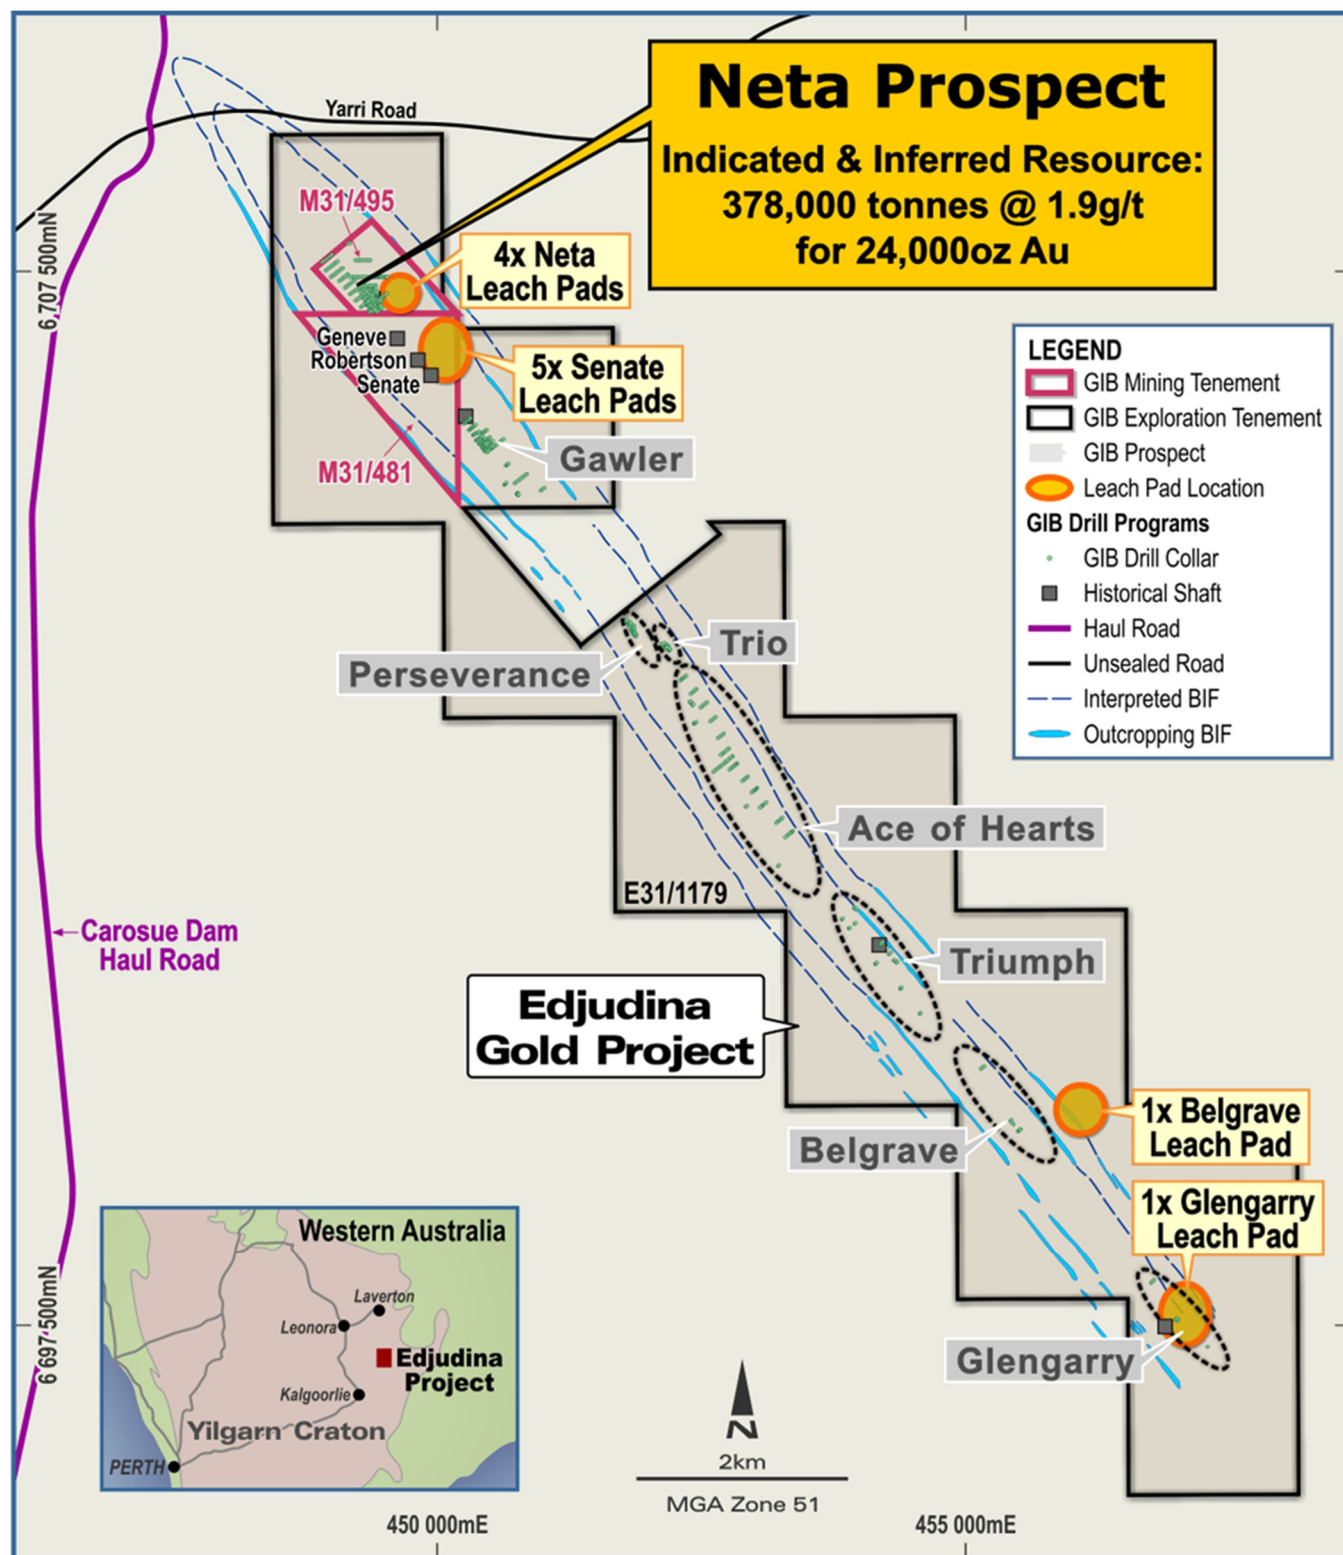 Neta Prospect
Indicated & Inferred Resource:
378,000 tonnes @ 1.9g/t
for 24,000oz Au
Yarri Road
M31/495
4x Neta
Leach Pads
6 707 500mN
Geneve
Robertson
Senate
5x Senate
Leach Pads
Gawler
M31/481
LEGEND
GIB Mining Tenement
GIB Exploration Tenement
GIB Prospect
Leach Pad Location
GIB Drill Programs
GIB Drill Collar
Historical Shaft
Haul Road
Unsealed Road
Interpreted BIF
Outcropping BIF
Trio
Perseverance
Ace of Hearts
E31/1179
Carosue Dam
Haul Road
Triumph
Edjudina
Gold Project
1x Belgrave
Leach Pad
Belgrave
1x Glengarry
Leach Pad
Glengarry
6 697 500mN
Western Australia
Laverton
Leonora
Edjudina
Project
Kalgoorlie
Yilgarn Craton
PERTH
N
2km
MGA Zone 51
450 000mE
455 000mE